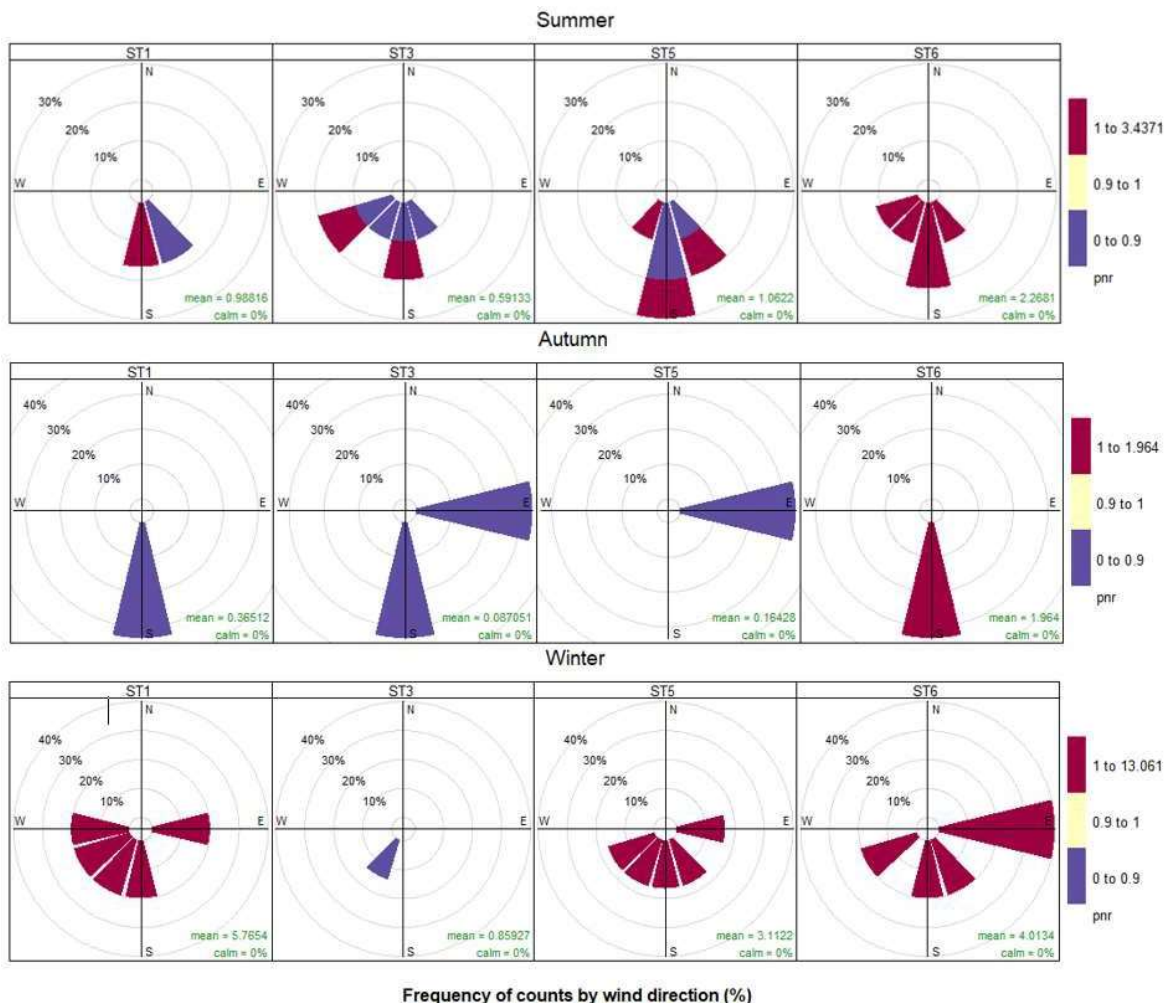 Summer
ST1 ST3 ST5 ST6
N N N N
30% 30% 30% 30%
20% 20% 20% 20%
10% 10% 10% 10%
W E W E W E W E
S S S S
mean = 0.98816 mean = 0.59133 mean = 1.0622 mean = 2.2681
calm = 0% calm = 0% calm = 0% calm = 0%
1 to 3.4371
0.9 to 1
0 to 0.9
pnr
Autumn
ST1 ST3 ST5 ST6
N N N N
40% 40% 40% 40%
30% 30% 30% 30%
20% 20% 20% 20%
10% 10% 10% 10%
W E W E W E W E
mean = 0.36512 mean = 0.087051 mean = 0.16428 mean = 1.964
S S S S
calm = 0% calm = 0% calm = 0% calm = 0%
1 to 1.964
0.9 to 1
0 to 0.9
pnr
Winter
ST1 ST3 ST5 ST6
N N N N
40% 40% 40% 40%
30% 30% 30% 30%
20% 20% 20% 20%
10% 10% 10% 10%
W E W E W E W E
mean = 5.7654 mean = 0.85927 mean = 3.1122 mean = 4.0134
S S S S
calm = 0% calm = 0% calm = 0% calm = 0%
1 to 13.061
0.9 to 1
0 to 0.9
pnr
Frequency of counts by wind direction (%)